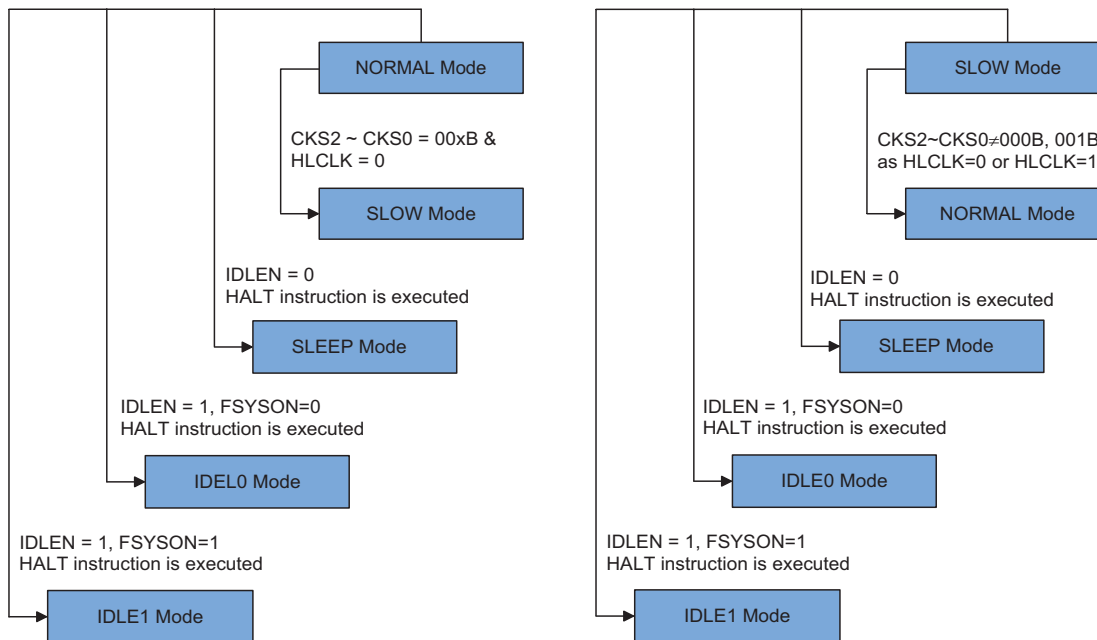 NORMAL Mode
CKS2 ~ CKS0 = 00xB &
HLCLK = 0
SLOW Mode
IDLEN = 0
HALT instruction is executed
SLEEP Mode
IDLEN = 1, FSYSON=0
HALT instruction is executed
IDEL0 Mode
IDLEN = 1, FSYSON=1
HALT instruction is executed
IDLE1 Mode
SLOW Mode
CKS2~CKS0≠000B, 001B
as HLCLK=0 or HLCLK=1
NORMAL Mode
IDLEN = 0
HALT instruction is executed
SLEEP Mode
IDLEN = 1, FSYSON=0
HALT instruction is executed
IDLE0 Mode
IDLEN = 1, FSYSON=1
HALT instruction is executed
IDLE1 Mode